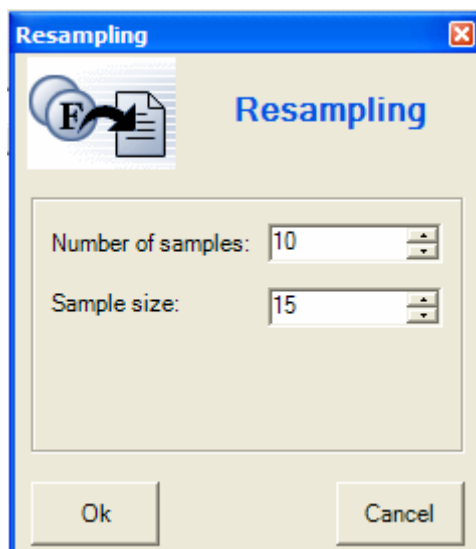 Resampling
F
Resampling
Number of samples: 10
Sample size: 15
Ok Cancel